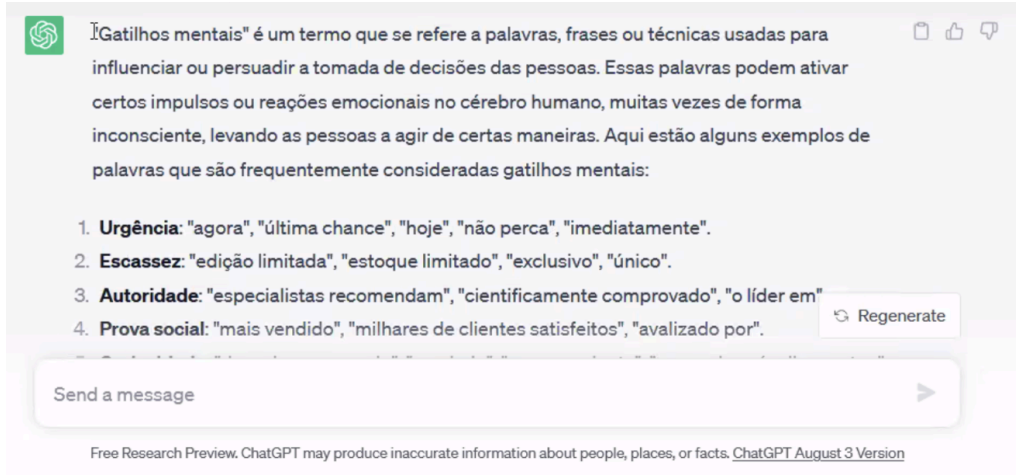 "Gatilhos mentais" é um termo que se refere a palavras, frases ou técnicas usadas para
influenciar ou persuadir a tomada de decisões das pessoas. Essas palavras podem ativar
certos impulsos ou reações emocionais no cérebro humano, muitas vezes de forma
inconsciente, levando as pessoas a agir de certas maneiras. Aqui estão alguns exemplos de
palavras que são frequentemente consideradas gatilhos mentais:
1. Urgência: "agora", "última chance", "hoje", "não perca", "imediatamente".
2. Escassez: "edição limitada", "estoque limitado", "exclusivo", "único".
3. Autoridade: "especialistas recomendam", "cientificamente comprovado", "o líder em"
4. Prova social: "mais vendido", "milhares de clientes satisfeitos", "avalizado por".
Regenerate
Send a message
Free Research Preview. ChatGPT may produce inaccurate information about people, places, or facts. ChatGPT August 3 Version